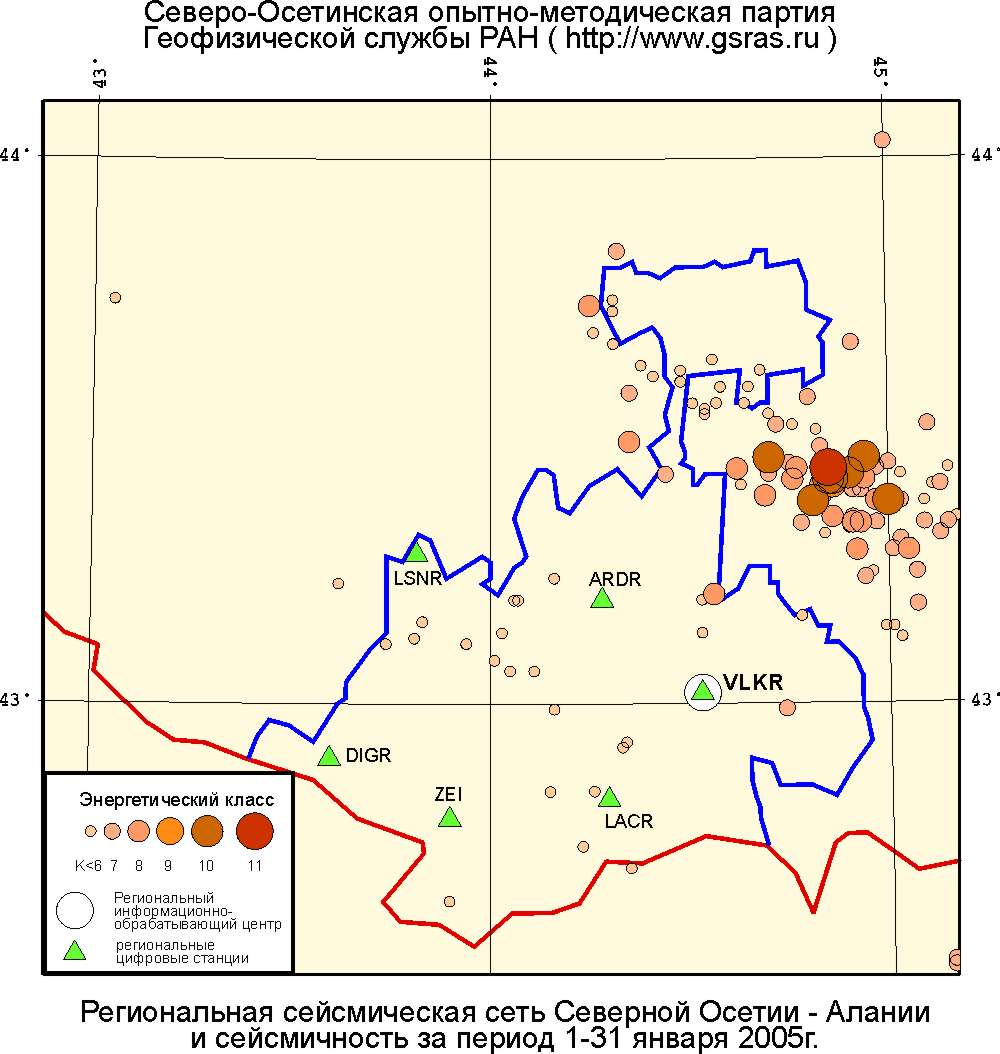 Северо-Осетинская опытно-методическая партия
Геофизической службы РАН ( http://www.gsras.ru )
43°
44°
45°
44°
44°
LSNR
ARDR
VLKR
43°
43°
DIGR
ZEI
LACR
Энергетический класс
K<6 7 8 9 10 11
Региональный
информационно-
обрабатывающий центр
региональные
цифровые станции
Региональная сейсмическая сеть Северной Осетии - Алании
и сейсмичность за период 1-31 января 2005г.